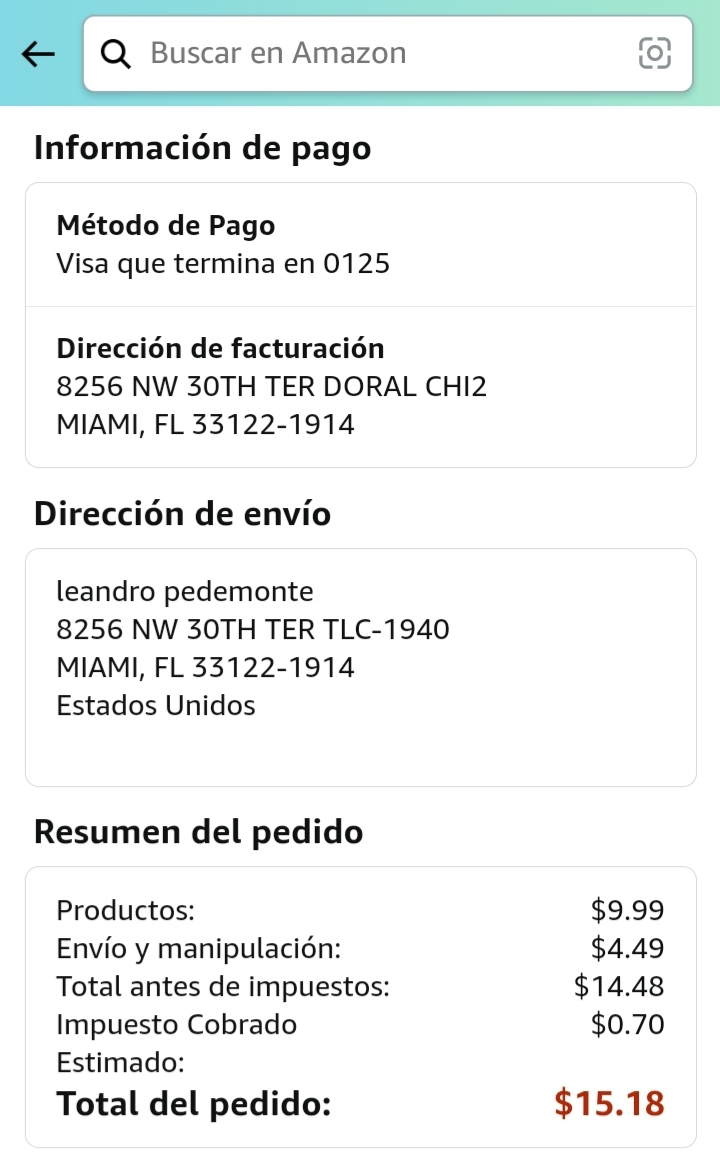 Buscar en Amazon
Información de pago
Método de Pago
Visa que termina en 0125
Dirección de facturación
8256 NW 30TH TER DORAL CHI2
MIAMI, FL 33122-1914
Dirección de envío
leandro pedemonte
8256 NW 30TH TER TLC-1940
MIAMI, FL 33122-1914
Estados Unidos
Resumen del pedido
Productos: $9.99
Envío y manipulación: $4.49
Total antes de impuestos: $14.48
Impuesto Cobrado $0.70
Estimado:
Total del pedido: $15.18